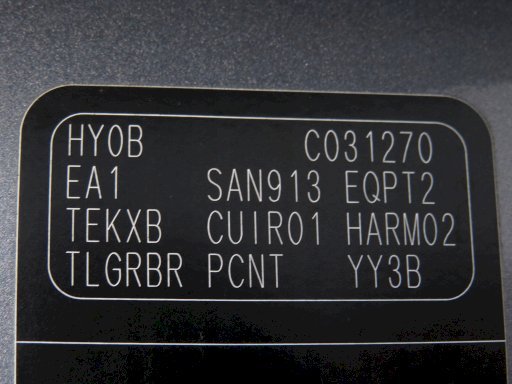 HY0B C031270
EA1 SAN913 EQPT2
TEKXB CUIR01 HARM02
TLGRBR PCNT YY3B